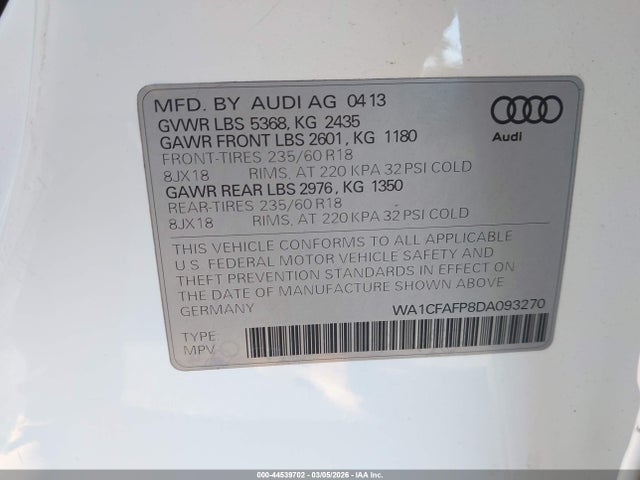 MFD. BY AUDI AG 04 13
GVWR LBS 5368, KG 2435
GAWR FRONT LBS 2601, KG 1180
FRONT-TIRES 235/60 R18
8JX18 RIMS, AT 220 KPA 32 PSI COLD
GAWR REAR LBS 2976, KG 1350
REAR-TIRES 235/60 R18
8JX18 RIMS, AT 220 KPA 32 PSI COLD
Audi
THIS VEHICLE CONFORMS TO ALL APPLICABLE
U.S. FEDERAL MOTOR VEHICLE SAFETY AND
THEFT PREVENTION STANDARDS IN EFFECT ON
THE DATE OF MANUFACTURE SHOWN ABOVE
GERMANY
WA1CFAFP8DA093270
TYPE:
MPV
000-44539702 - 03/05/2026 - IAA Inc.